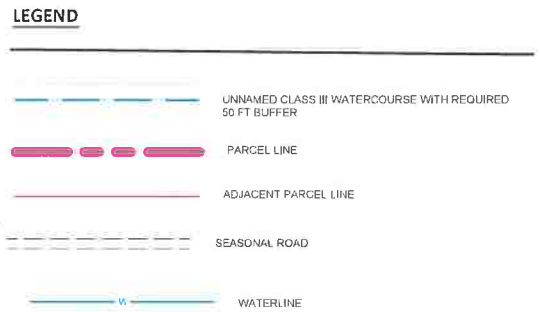 LEGEND
UNNAMED CLASS III WATERCOURSE WITH REQUIRED
50 FT BUFFER
PARCEL LINE
ADJACENT PARCEL LINE
SEASONAL ROAD
W
WATERLINE